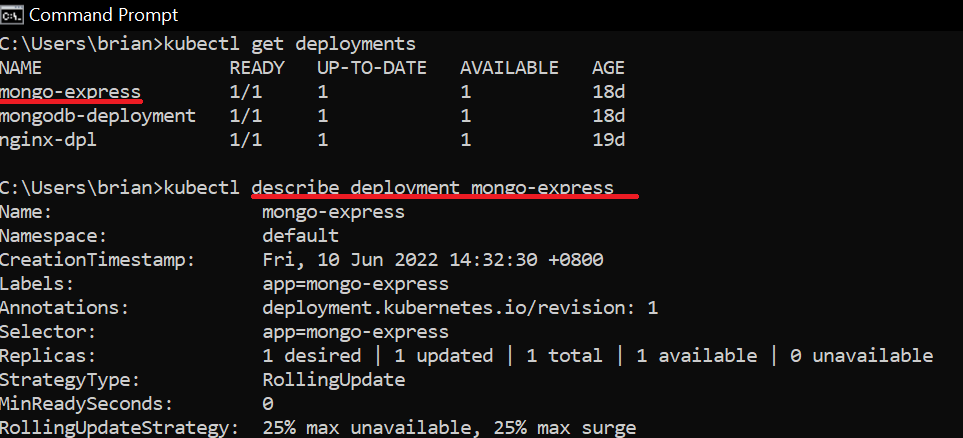 Command Prompt
C:\Users\brian>kubectl get deployments
NAME READY UP-TO-DATE AVAILABLE AGE
mongo-express 1/1 1 1 18d
mongodb-deployment 1/1 1 1 18d
nginx-dpl 1/1 1 1 19d
C:\Users\brian>kubectl describe deployment mongo-express
Name: mongo-express
Namespace: default
CreationTimestamp: Fri, 10 Jun 2022 14:32:30 +0800
Labels: app=mongo-express
Annotations: deployment.kubernetes.io/revision: 1
Selector: app=mongo-express
Replicas: 1 desired | 1 updated | 1 total | 1 available | 0 unavailable
StrategyType: RollingUpdate
MinReadySeconds: 0
RollingUpdateStrategy: 25% max unavailable, 25% max surge